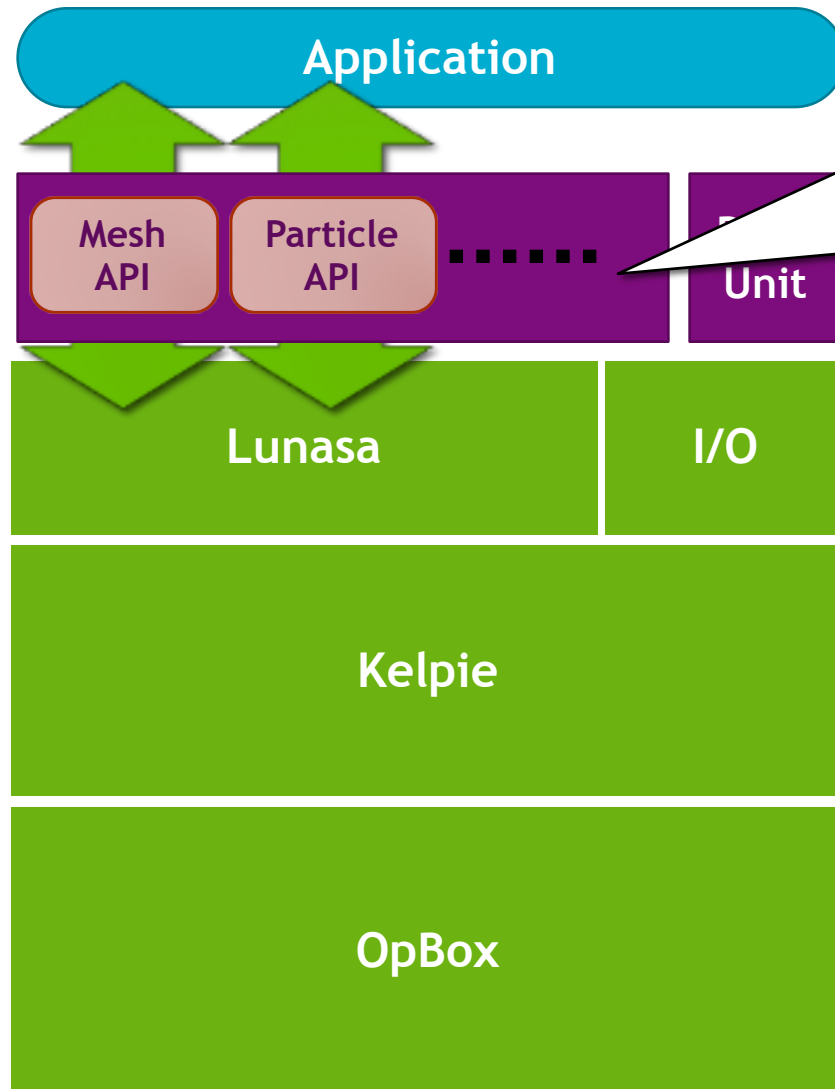 Application
Mesh
API
Particle
API
Unit
Lunasa
I/O
Kelpie
OpBox